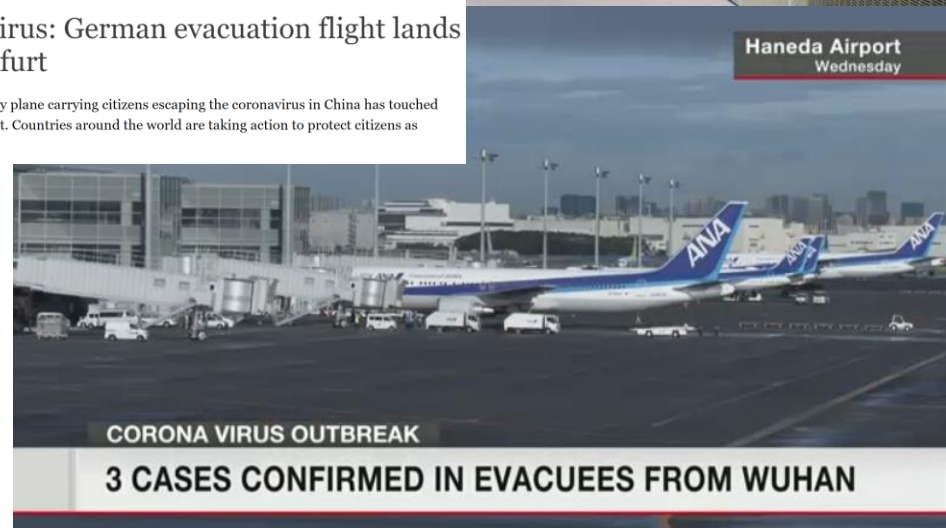 irus: German evacuation flight lands
furt
y plane carrying citizens escaping the coronavirus in China has touched
t. Countries around the world are taking action to protect citizens as
Haneda Airport
Wednesday
ANA
ANA
ANA
CORONA VIRUS OUTBREAK
3 CASES CONFIRMED IN EVACUEES FROM WUHAN